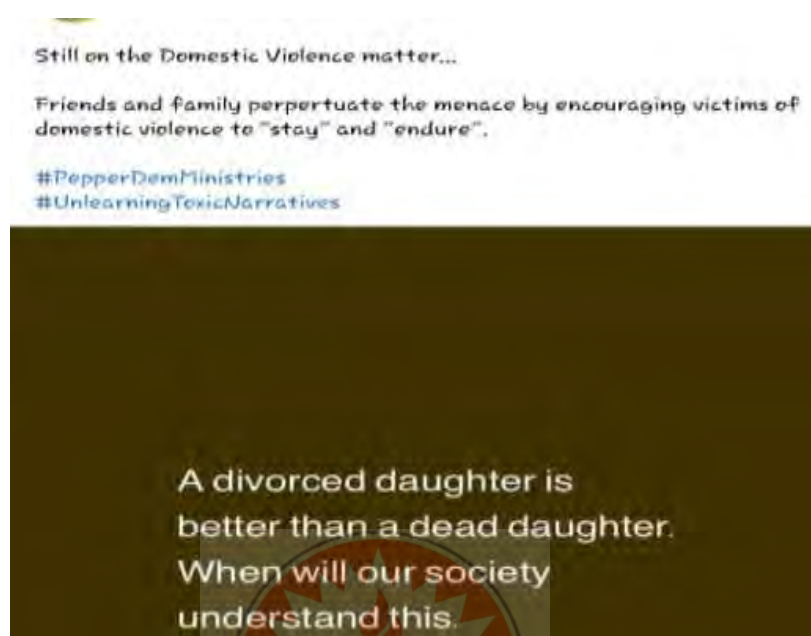 Still on the Domestic Violence matter...
Friends and family perpertuate the menace by encouraging victims of
domestic violence to "stay" and "endure".
#PepperDemMinistries
#UnlearningToxicNarratives
A divorced daughter is
better than a dead daughter.
When will our society
understand this.